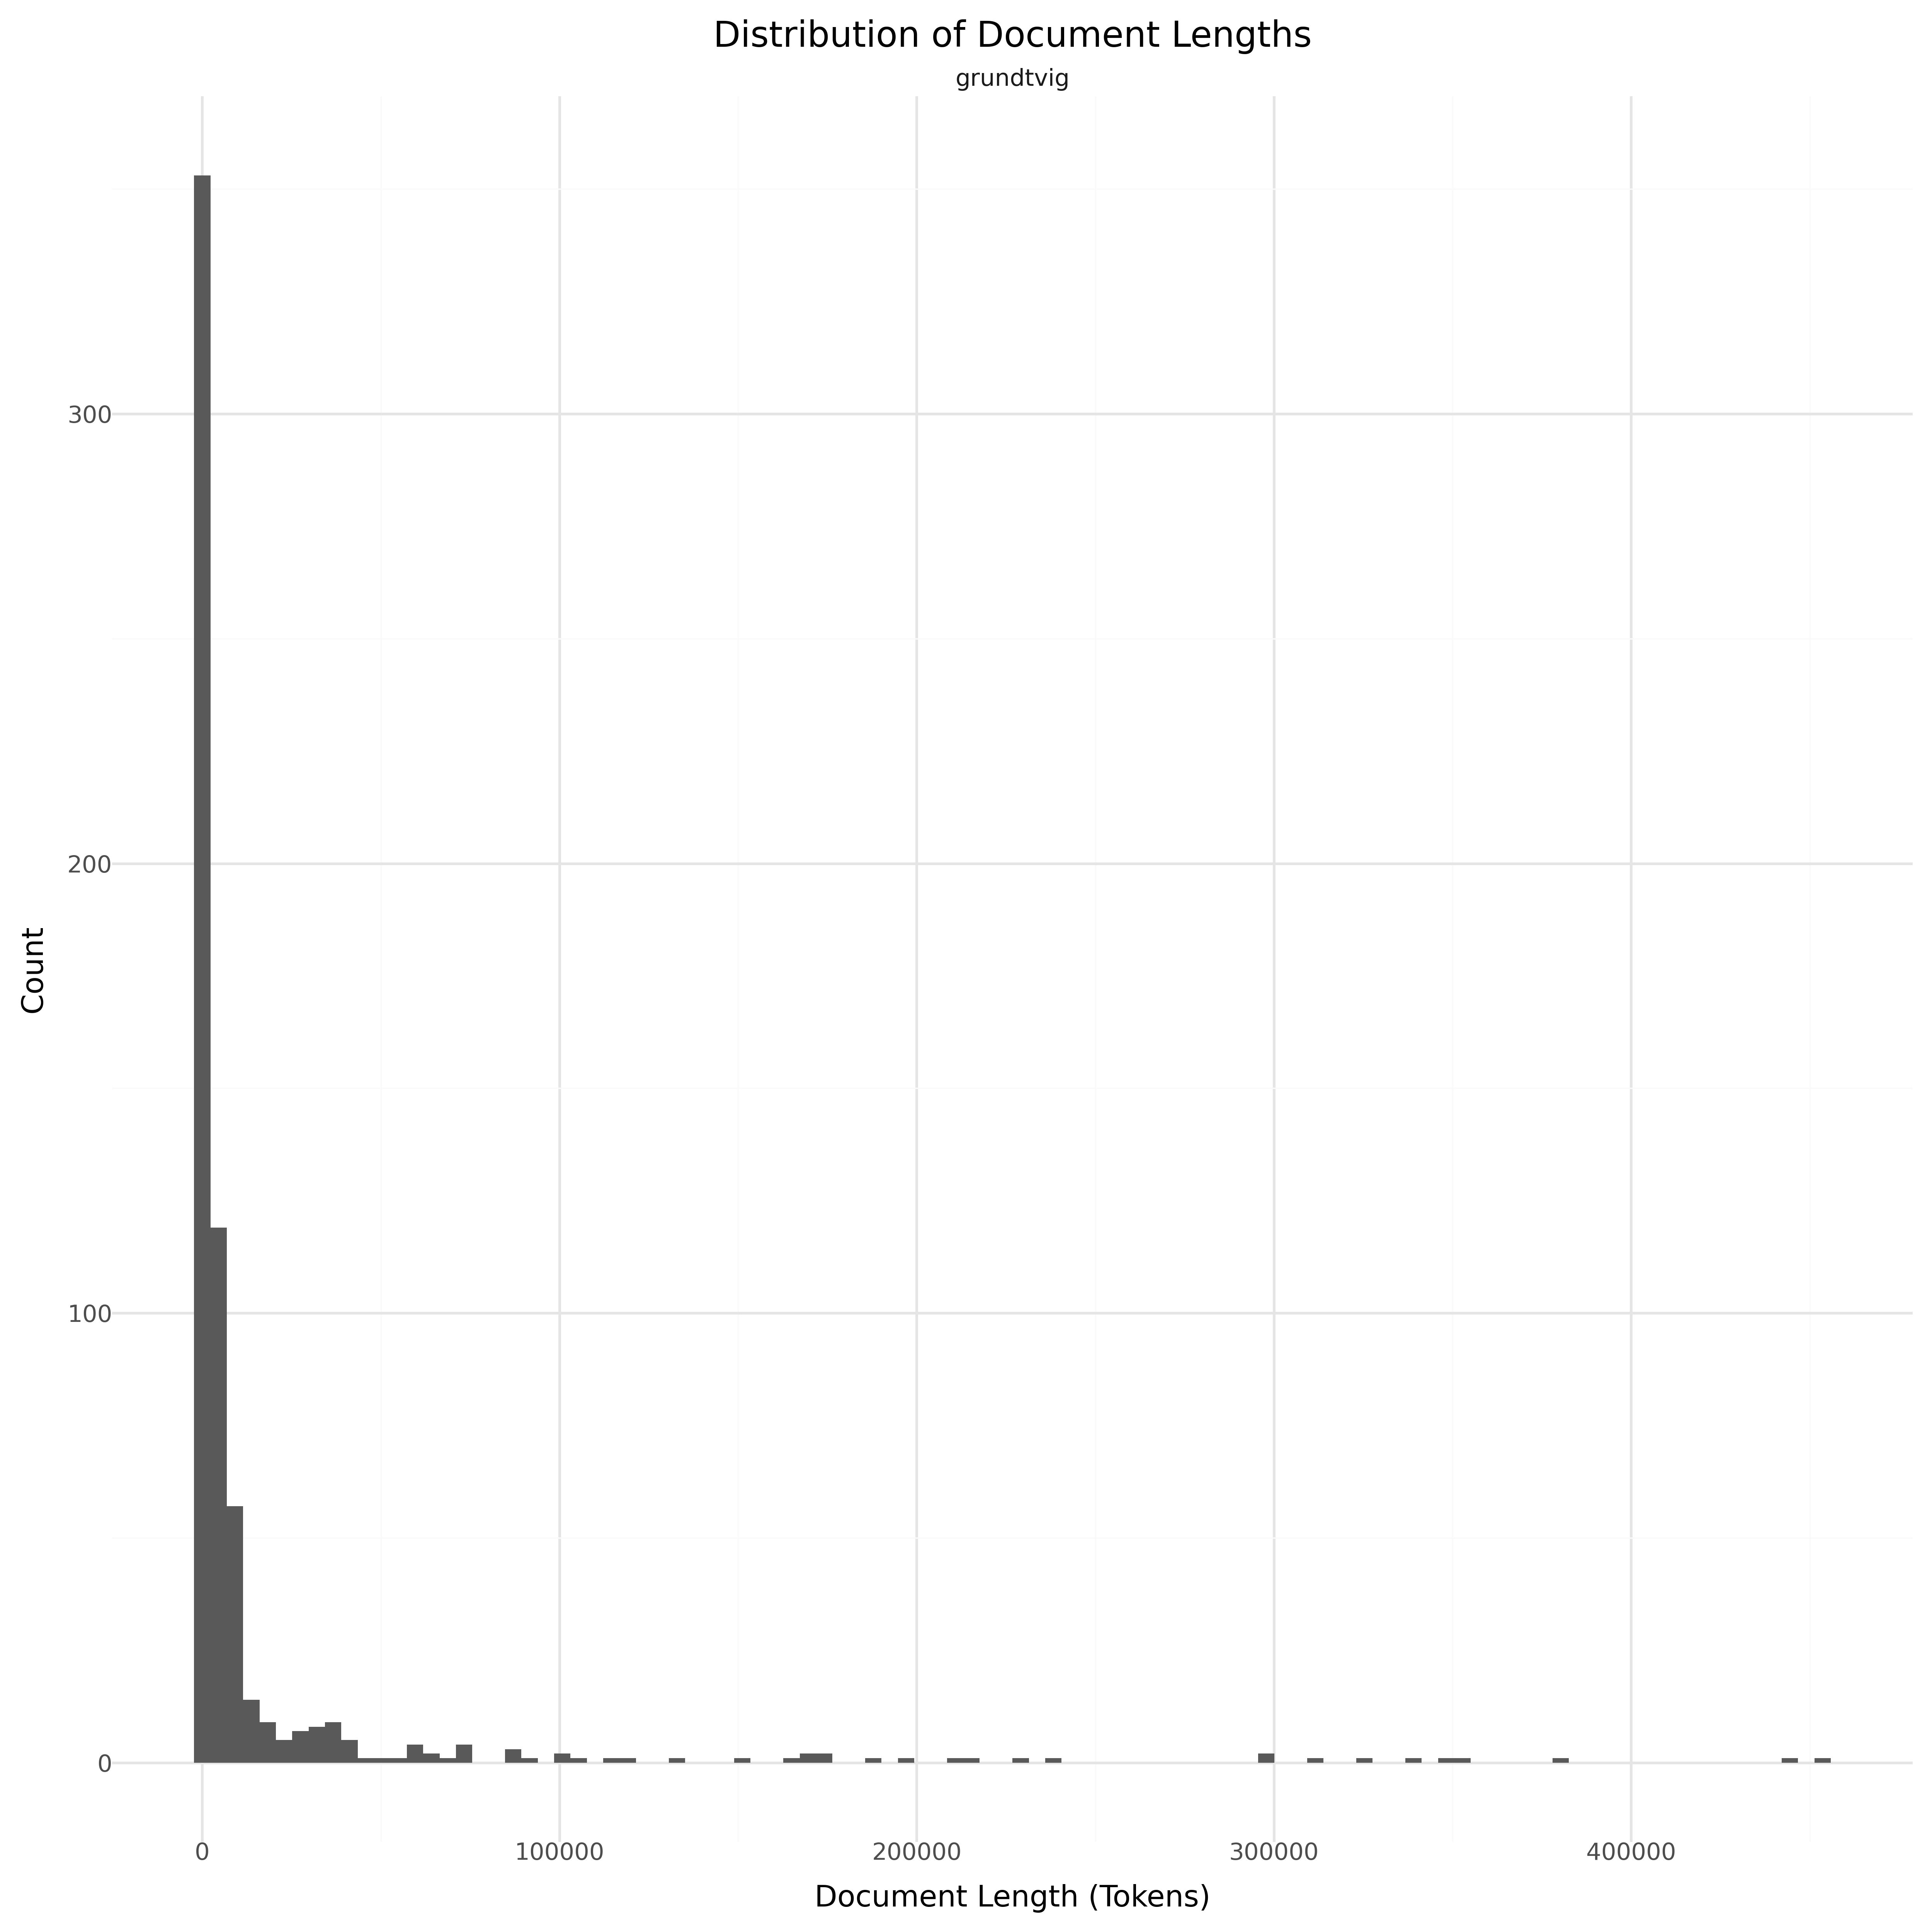 Distribution of Document Lengths
grundtvig
300
200
100
0
Count
0 100000 200000 300000 400000
Document Length (Tokens)